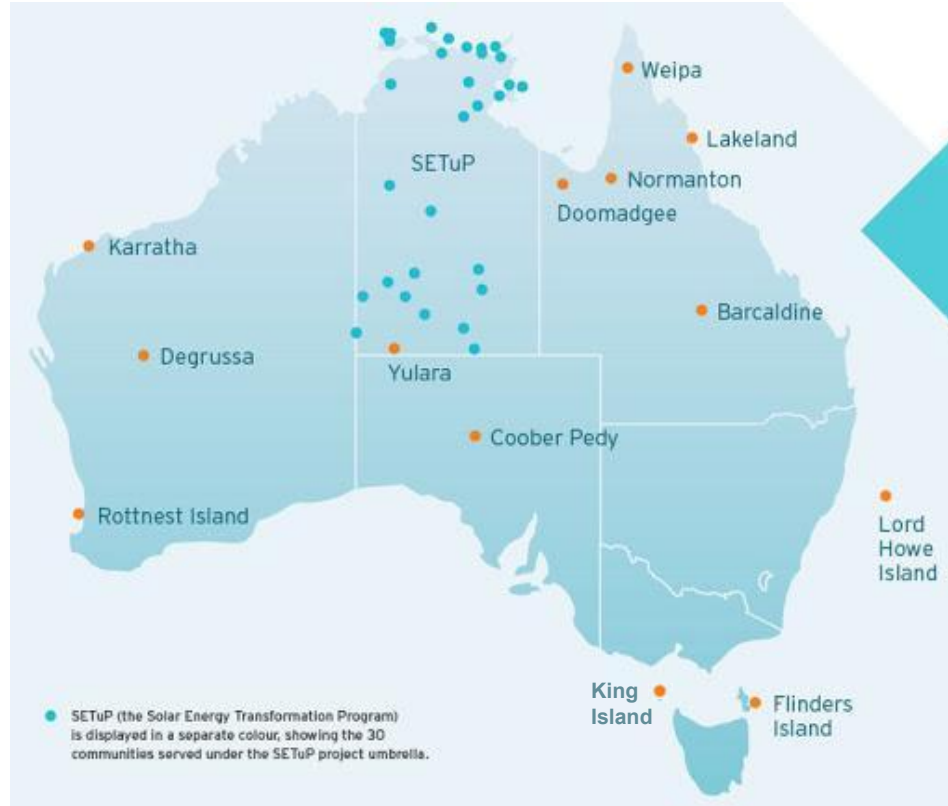 Weipa
Lakeland
SETuP
Normanton
Doomadgee
Karratha
Barcaldine
Degrussa
Yulara
Coober Pedy
Rottnest Island
Lord
Howe
Island
King
Island
Flinders
Island
SETuP (the Solar Energy Transformation Program)
is displayed in a separate colour, showing the 30
communities served under the SETuP project umbrella.